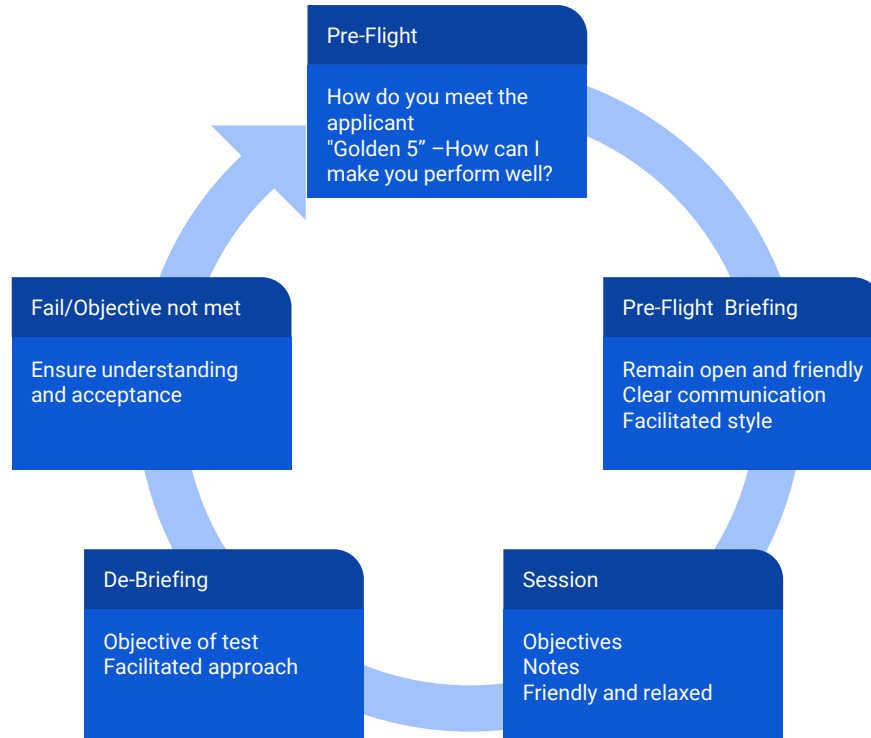 Pre-Flight
How do you meet the
applicant
"Golden 5” –How can I
make you perform well?
Pre-Flight  Briefing
Remain open and friendly
Clear communication
Facilitated style
Session
Objectives
Notes
Friendly and relaxed
De-Briefing
Objective of test
Facilitated approach
Fail/Objective not met
Ensure understanding
and acceptance